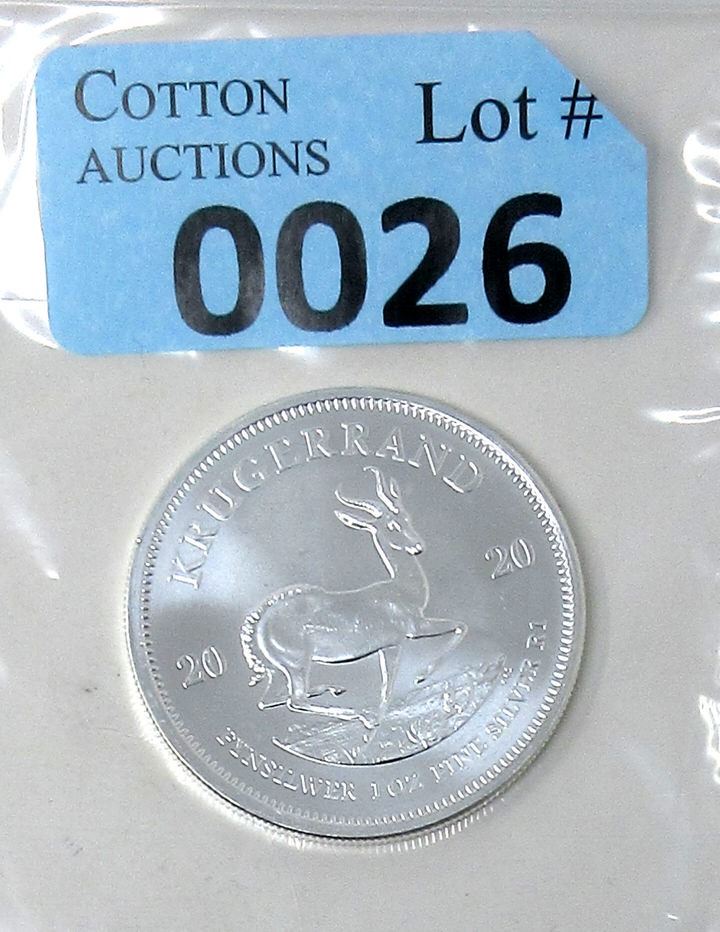 COTTON
AUCTIONS
Lot #
0026
KRUGERRAND
20
20
FYNSILWER 1 OZ FINE SILVER R1